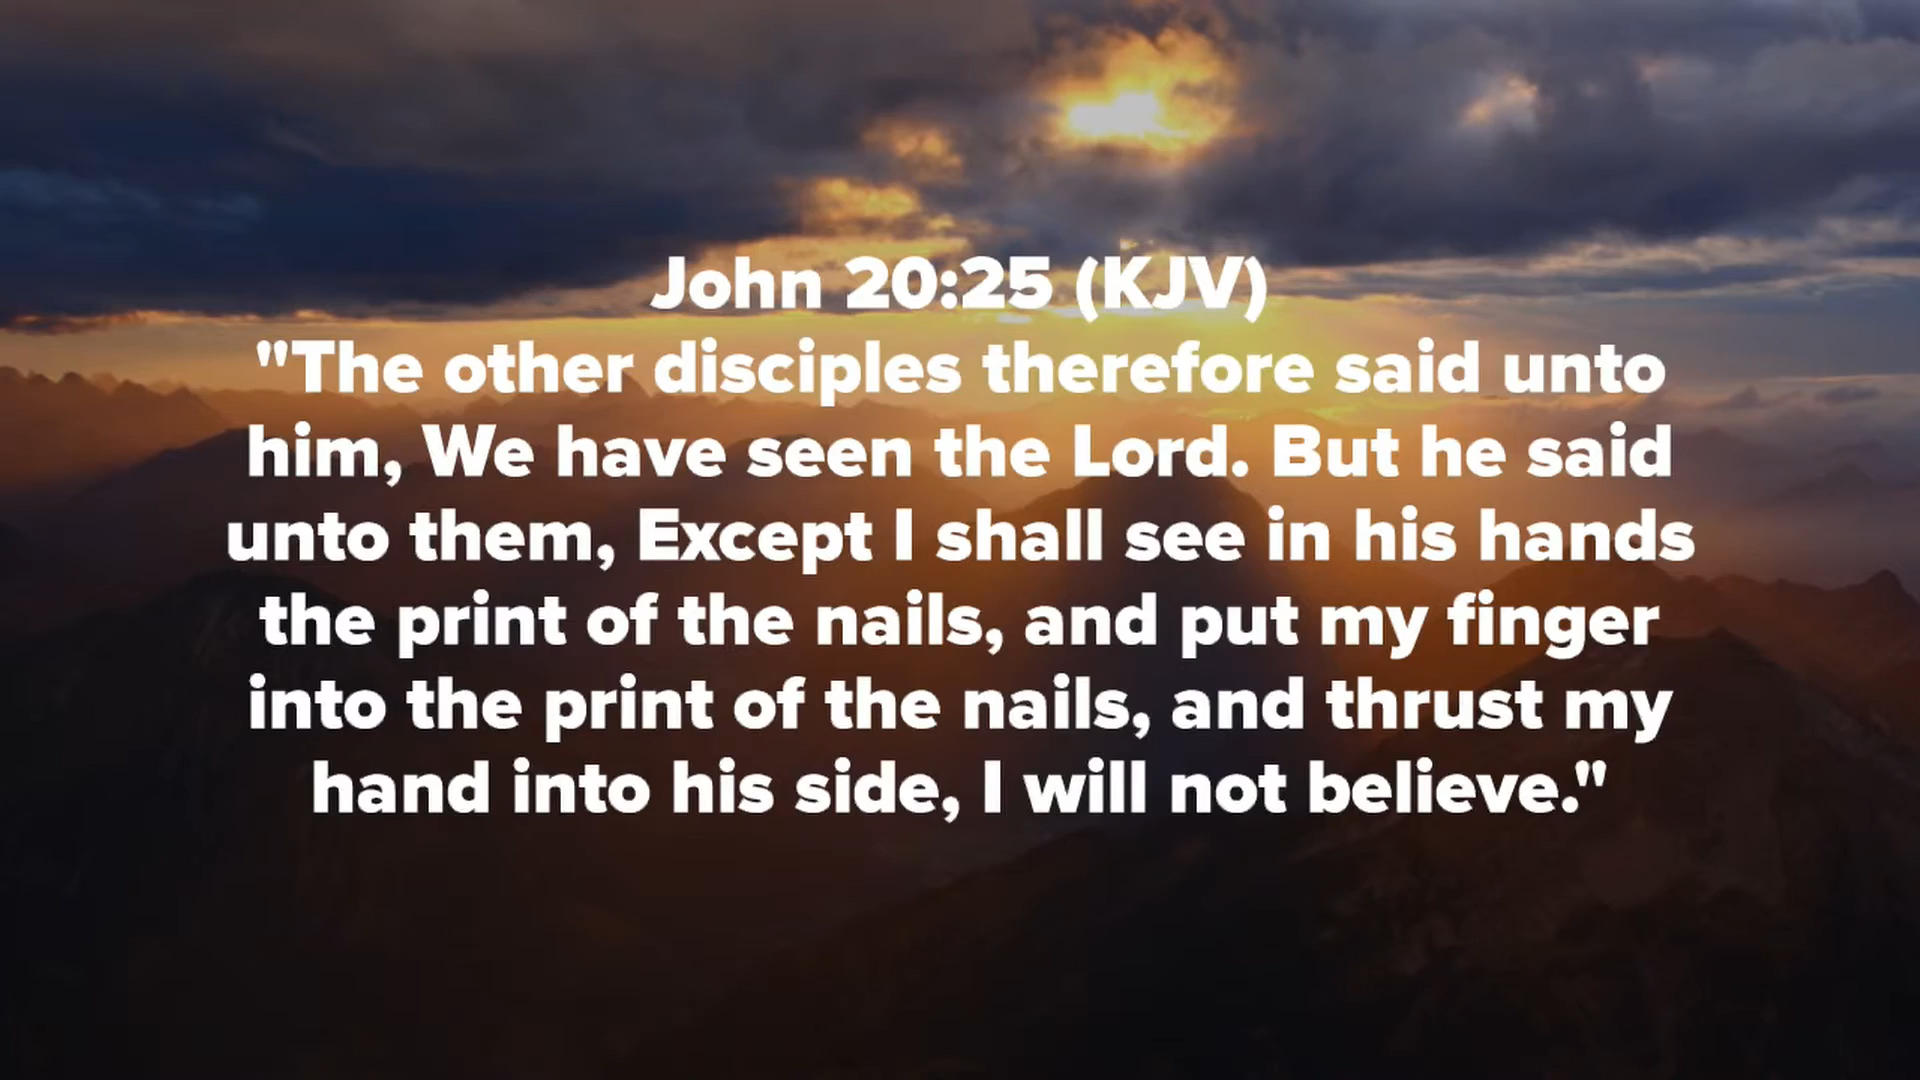 John 20:25 (KJV)
"The other disciples therefore said unto
him, We have seen the Lord. But he said
unto them, Except I shall see in his hands
the print of the nails, and put my finger
into the print of the nails, and thrust my
hand into his side, I will not believe."